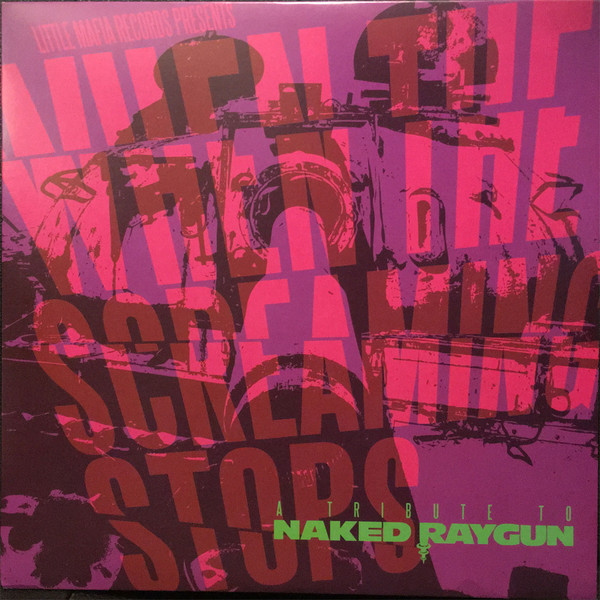 LITTLE MAFIA RECORDS PRESENTS
WHEN THE
SCREAMING
STOPS
A TRIBUTE TO
NAKED RAYGUN